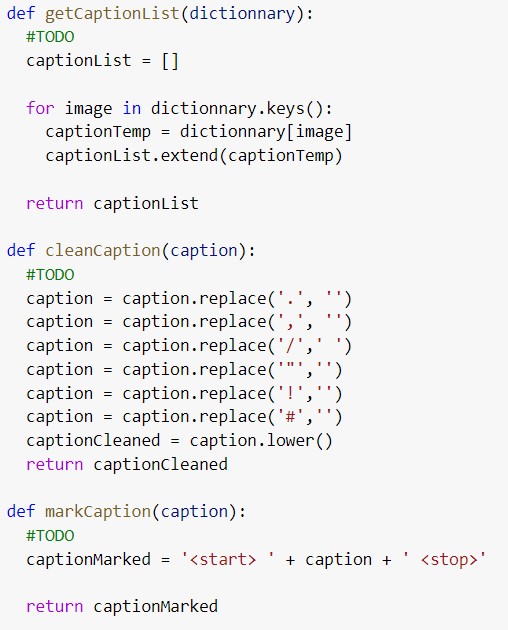 def getCaptionList(dictionnary):
  #TODO
  captionList = []
  for image in dictionnary.keys():
    captionTemp = dictionnary[image]
    captionList.extend(captionTemp)
  return captionList
def cleanCaption(caption):
  #TODO
  caption = caption.replace('.', '')
  caption = caption.replace(',', '')
  caption = caption.replace('/',' ')
  caption = caption.replace('"','')
  caption = caption.replace('!','')
  caption = caption.replace('#','')
  captionCleaned = caption.lower()
  return captionCleaned
def markCaption(caption):
  #TODO
  captionMarked = '<start> ' + caption + ' <stop>'
  return captionMarked